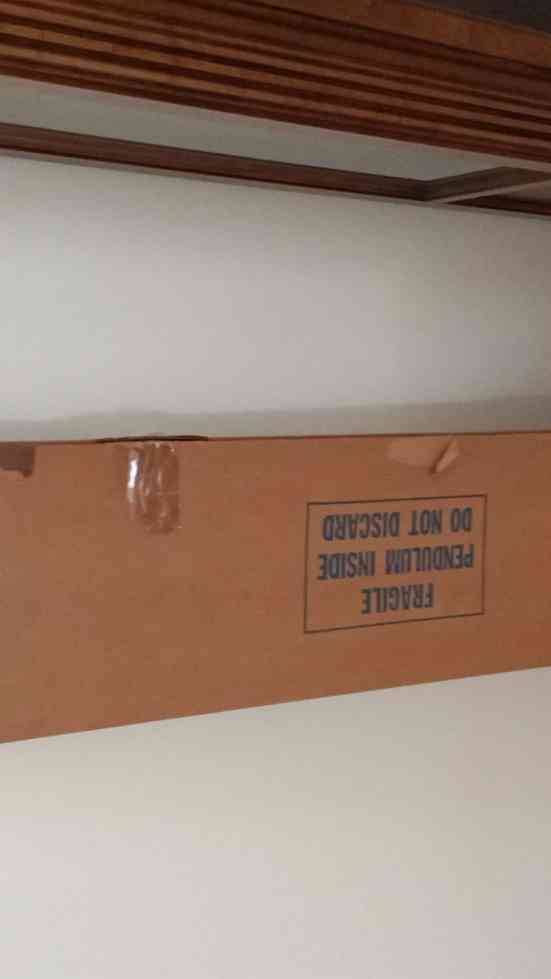 FRAGILE
PENDULUM INSIDE
DO NOT DISCARD